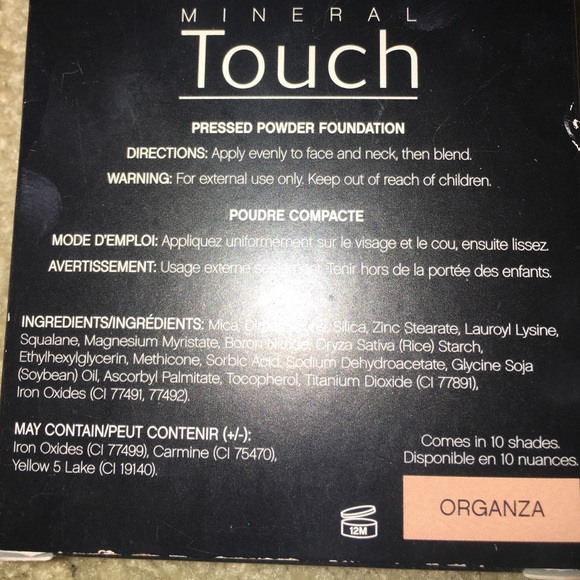 MINERAL
Touch
PRESSED POWDER FOUNDATION
DIRECTIONS: Apply evenly to face and neck, then blend.
WARNING: For external use only. Keep out of reach of children.
POUDRE COMPACTE
MODE D'EMPLOI: Appliquez uniformément sur le visage et le cou, ensuite lissez.
AVERTISSEMENT: Usage externe seulement. Tenir hors de la portée des enfants.
INGREDIENTS/INGRÉDIENTS: Mica, Silica, Zinc Stearate, Lauroyl Lysine,
Squalane, Magnesium Myristate, Boron Nitride, Oryza Sativa (Rice) Starch,
Ethylhexylglycerin, Methicone, Sorbic Acid, Sodium Dehydroacetate, Glycine Soja
(Soybean) Oil, Ascorbyl Palmitate, Tocopherol, Titanium Dioxide (CI 77891),
Iron Oxides (CI 77491, 77492).
MAY CONTAIN/PEUT CONTENIR (+/-):
Iron Oxides (CI 77499), Carmine (CI 75470),
Yellow 5 Lake (CI 19140).
Comes in 10 shades.
Disponible en 10 nuances.
ORGANZA
12M